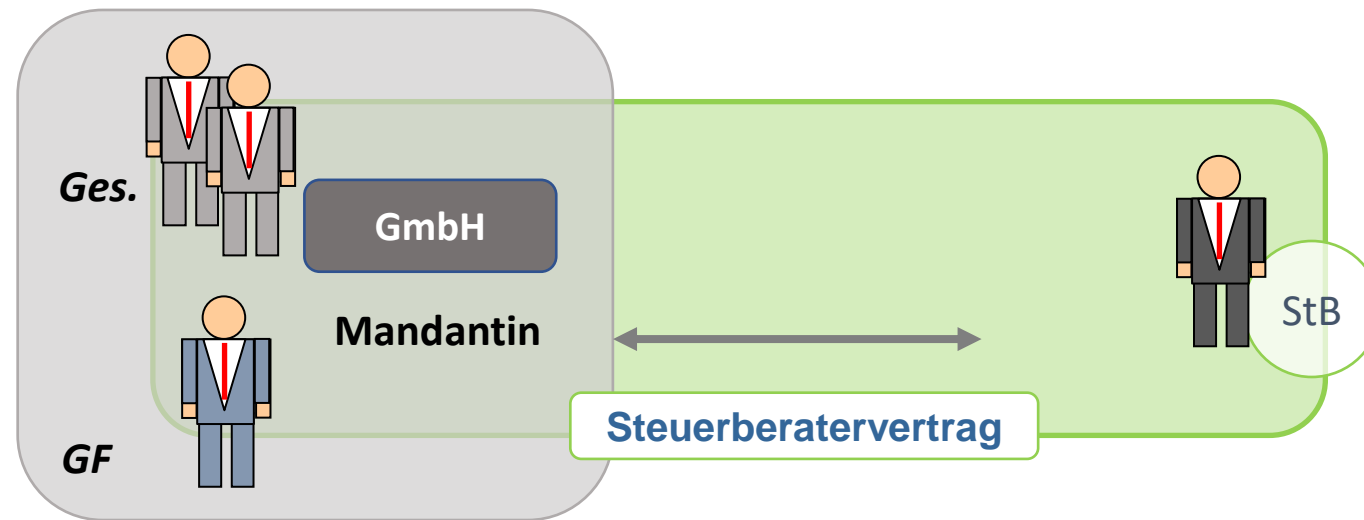 Ges.
GmbH
Mandantin
StB
Steuerberatervertrag
GF